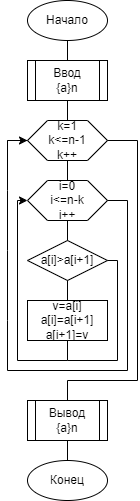 Начало
Ввод
{a}n
k=1
k<=n-1
k++
i=0
i<=n-k
i++
a[i]>a[i+1]
v=a[i]
a[i]=a[i+1]
a[i+1]=v
Вывод
{a}n
Конец